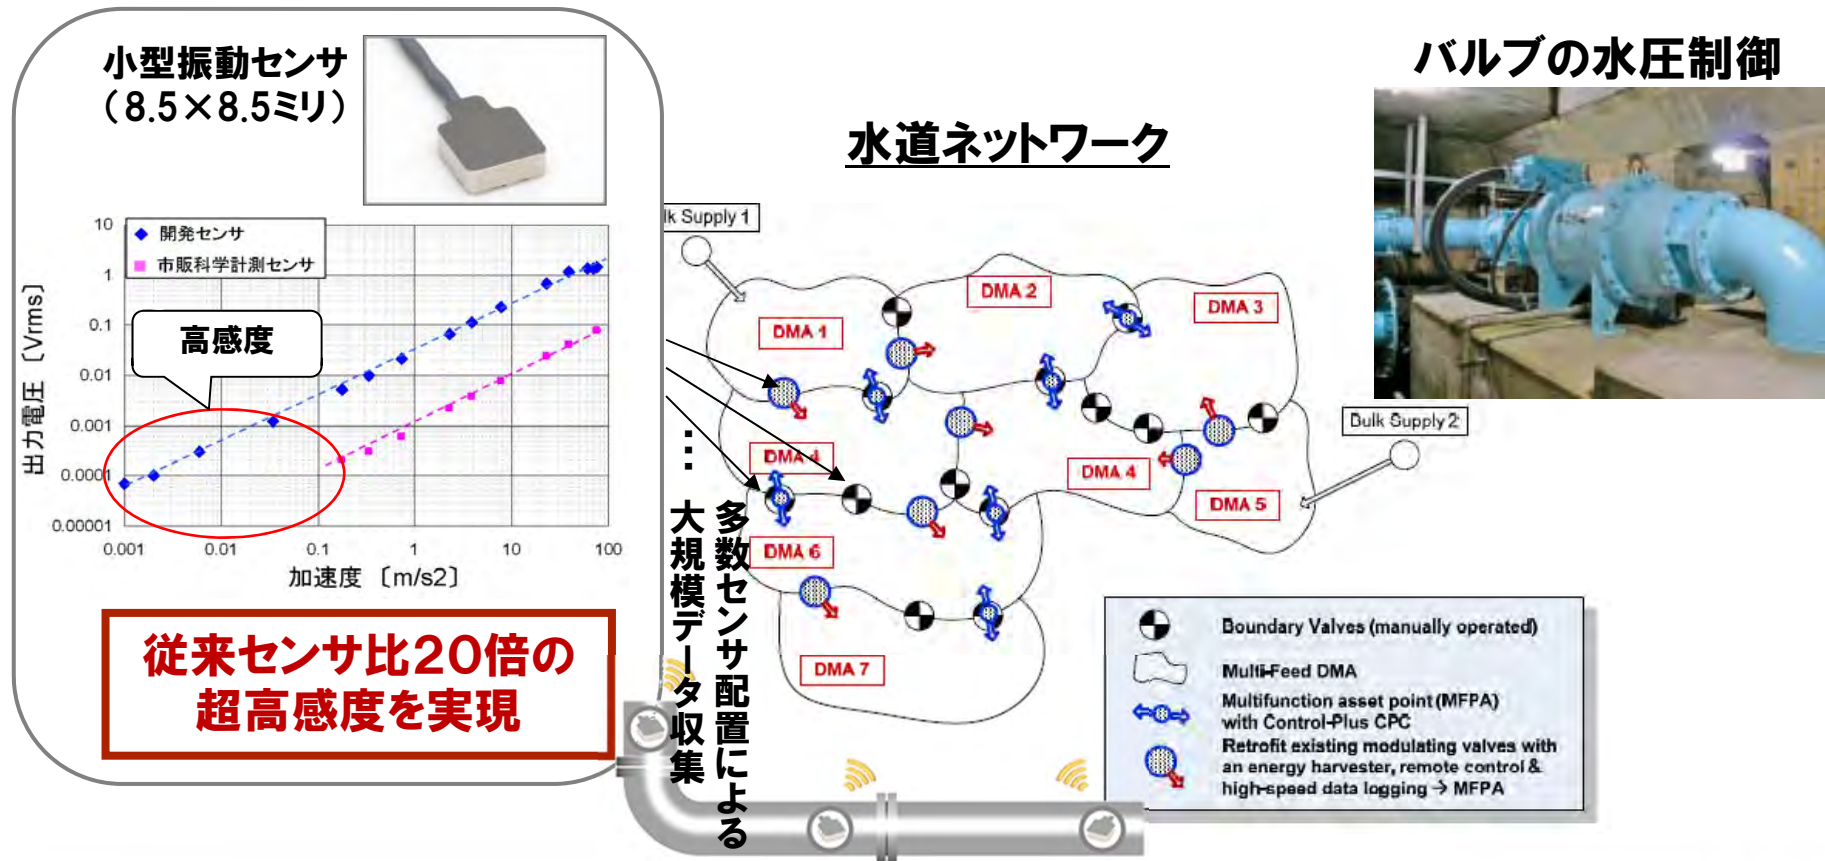 小型振動センサ
（8.5×8.5ミリ）
10
1
0.1
0.01
0.001
0.0001
0.00001
出力電圧 〔Vrms〕
開発センサ
市販科学計測センサ
高感度
0.001
0.01
0.1
1
10
100
加速度 〔m/s2〕
従来センサ比20倍の
超高感度を実現
水道ネットワーク
lk Supply 1
DMA 1
DMA 2
DMA 3
DMA 4
DMA 4
DMA 5
DMA 6
DMA 7
Bulk Supply 2
…
多数センサ配置による
大規模データ収集
バルブの水圧制御
Boundary Valves (manually operated)
Multi-Feed DMA
Multifunction asset point (MFPA)
with Control-Plus CPC
Retrofit existing modulating valves with
an energy harvester, remote control &
high-speed data logging → MFPA